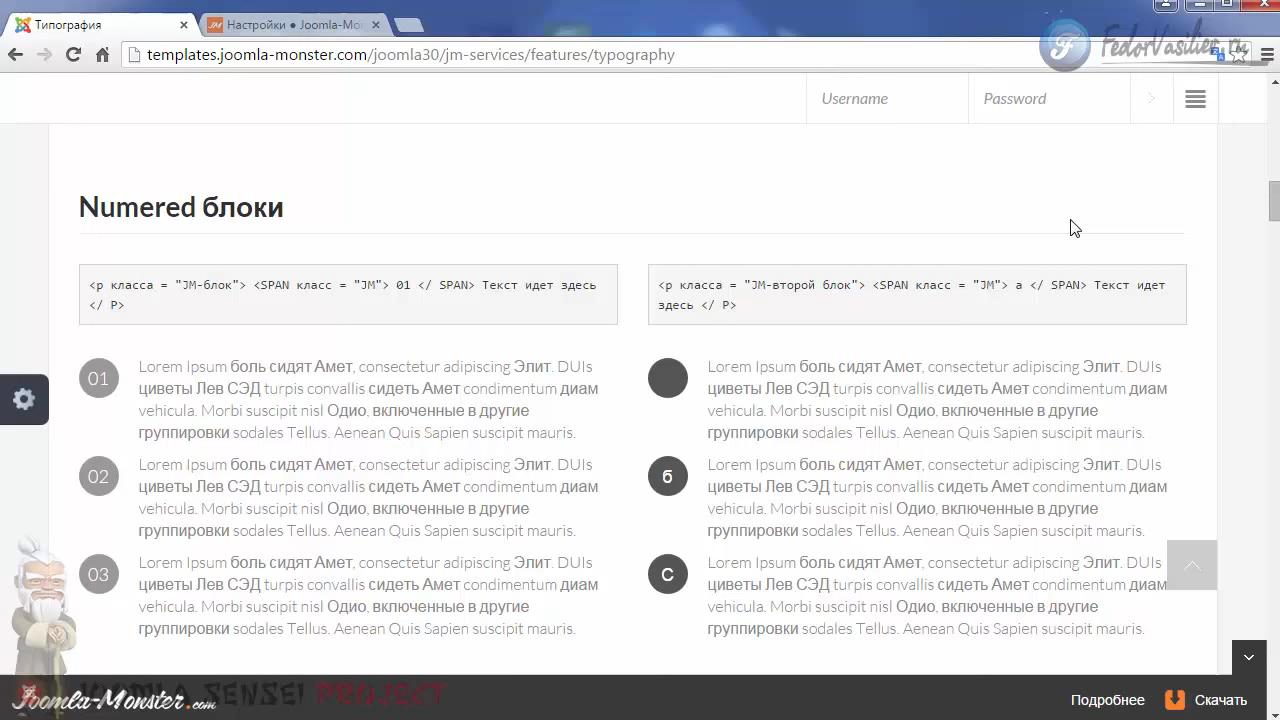 Типография
Настройки ● Joomla-Mo
templates.joomla-monster.com/joomla30/jm-services/features/typography
FedorVasiliev.ru
Username
Password
Numered блоки
<p класса = "JM-блок"> <SPAN класс = "JM"> 01 </ SPAN> Текст идет здесь
</ P>
<p класса = "JM-второй блок"> <SPAN класс = "JM"> a </ SPAN> Текст идет
здесь </ P>
01
Lorem Ipsum боль сидят Амет, consectetur adipiscing Элит. DUIs
циветы Лев СЭД turpis convallis сидеть Амет condimentum диам
vehicula. Morbi suscipit nisl Одио, включенные в другие
группировки sodales Tellus. Aenean Quis Sapien suscipit mauris.
02
Lorem Ipsum боль сидят Амет, consectetur adipiscing Элит. DUIs
циветы Лев СЭД turpis convallis сидеть Амет condimentum диам
vehicula. Morbi suscipit nisl Одио, включенные в другие
группировки sodales Tellus. Aenean Quis Sapien suscipit mauris.
03
Lorem Ipsum боль сидят Амет, consectetur adipiscing Элит. DUIs
циветы Лев СЭД turpis convallis сидеть Амет condimentum диам
vehicula. Morbi suscipit nisl Одио, включенные в другие
группировки sodales Tellus. Aenean Quis Sapien suscipit mauris.
Lorem Ipsum боль сидят Амет, consectetur adipiscing Элит. DUIs
циветы Лев СЭД turpis convallis сидеть Амет condimentum диам
vehicula. Morbi suscipit nisl Одио, включенные в другие
группировки sodales Tellus. Aenean Quis Sapien suscipit mauris.
б
Lorem Ipsum боль сидят Амет, consectetur adipiscing Элит. DUIs
циветы Лев СЭД turpis convallis сидеть Амет condimentum диам
vehicula. Morbi suscipit nisl Одио, включенные в другие
группировки sodales Tellus. Aenean Quis Sapien suscipit mauris.
С
Lorem Ipsum боль сидят Амет, consectetur adipiscing Элит. DUIs
циветы Лев СЭД turpis convallis сидеть Амет condimentum диам
vehicula. Morbi suscipit nisl Одио, включенные в другие
группировки sodales Tellus. Aenean Quis Sapien suscipit mauris.
JOOMLA SENSEI PROJECT
Joomla-Monster.com
Подробнее
Скачать